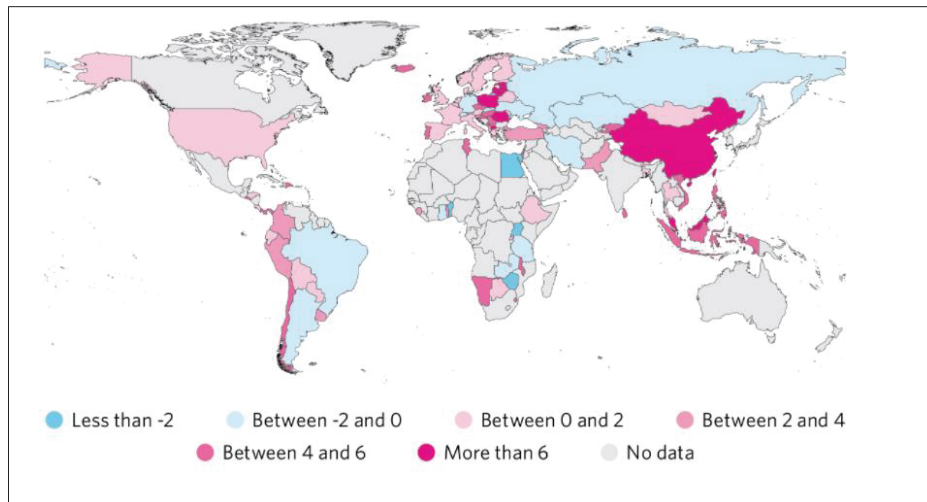 Less than -2 Between -2 and 0 Between 0 and 2 Between 2 and 4
Between 4 and 6 More than 6 No data